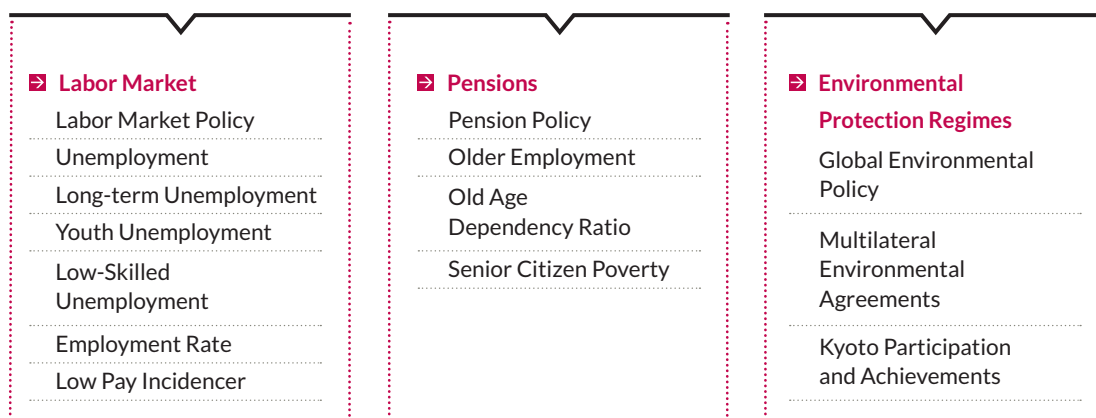 Labor Market
Labor Market Policy
Unemployment
Long-term Unemployment
Youth Unemployment
Low-Skilled
Unemployment
Employment Rate
Low Pay Incidencer
Pensions
Pension Policy
Older Employment
Old Age
Dependency Ratio
Senior Citizen Poverty
Environmental
Protection Regimes
Global Environmental
Policy
Multilateral
Environmental
Agreements
Kyoto Participation
and Achievements